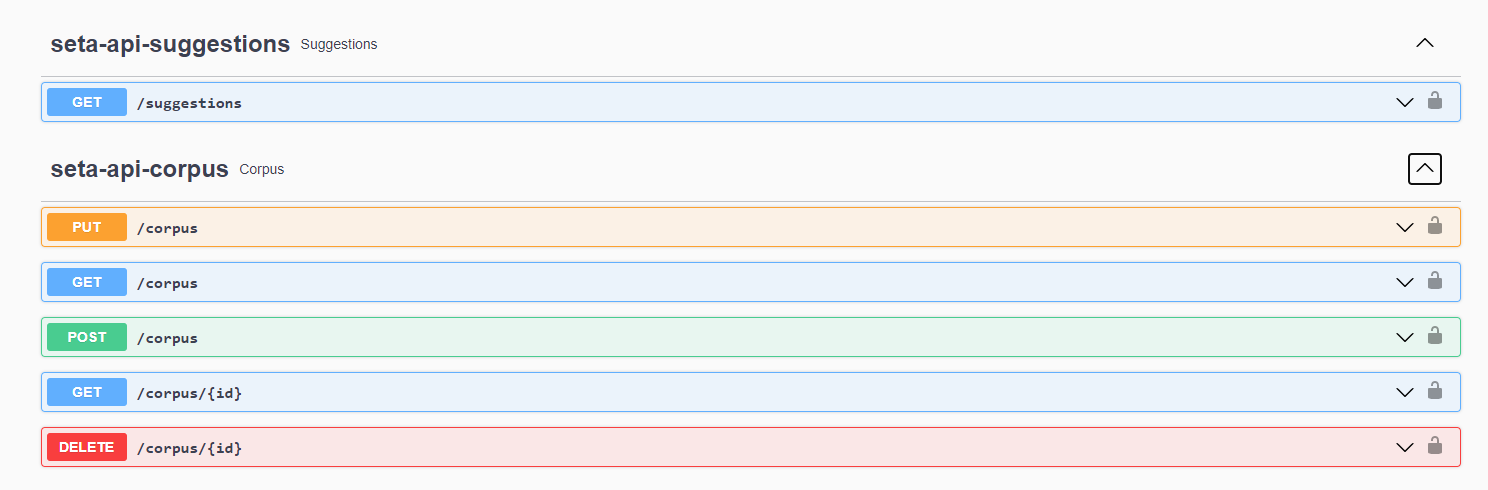 seta-api-suggestions Suggestions
GET /suggestions
seta-api-corpus Corpus
PUT /corpus
GET /corpus
POST /corpus
GET /corpus/{id}
DELETE /corpus/{id}